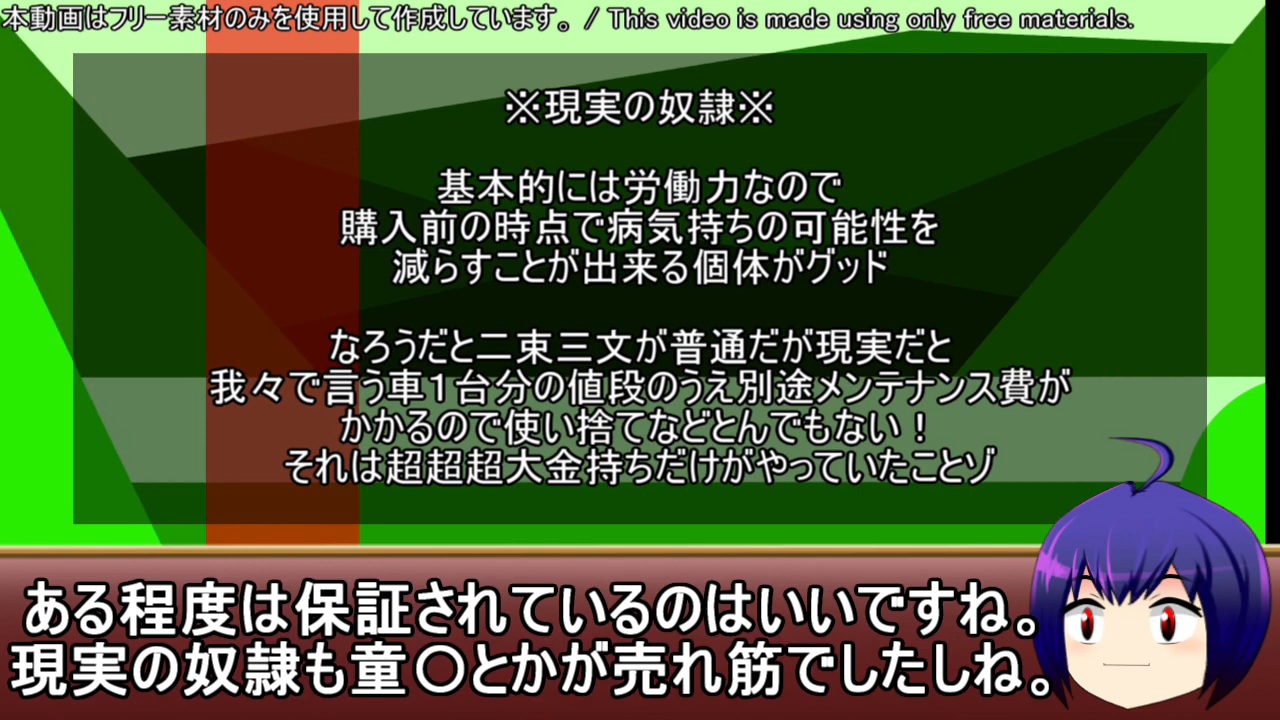 本動画はフリー素材のみを使用して作成しています。 / This video is made using only free materials.
※現実の奴隷※
基本的には労働力なので
購入前の時点で病気持ちの可能性を
減らすことが出来る個体がグッド
なろうだと二束三文が普通だが現実だと
我々で言う車1台分の値段のうえ別途メンテナンス費が
かかるので使い捨てなどとんでもない！
それは超超超大金持ちだけがやっていたことゾ
ある程度は保証されているのはいいですね。
現実の奴隷も童〇とかが売れ筋でしたしね。